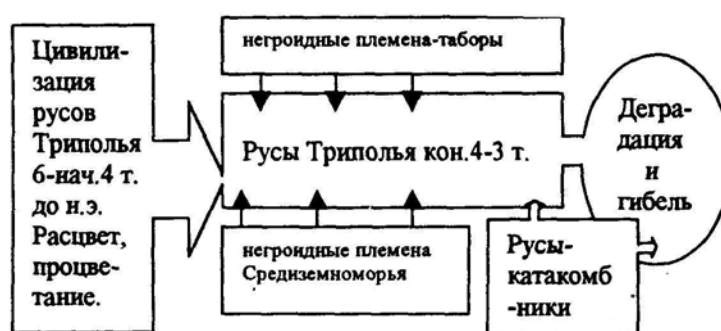 Цивили-
зация
русов
Триполья
6-нач.4 т.
до н.э.
Расцвет,
процве-
тание.
негроидные племена-таборы
Русы Триполья кон.4-3 т.
негроидные племена
Средиземноморья
Русы-
катакомб
-ники
Дегра-
дация
и
гибель